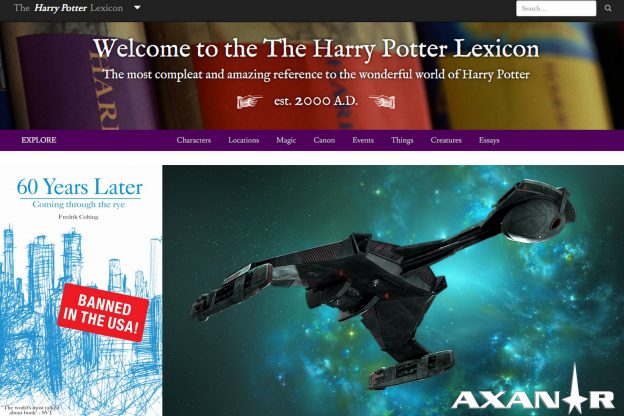 The Harry Potter Lexicon
Search ...
Welcome to the The Harry Potter Lexicon
The most compleat and amazing reference to the wonderful world of Harry Potter
est. 2000 A.D.
EXPLORE Characters Locations Magic Canon Events Things Creatures Essays
60 Years Later
Coming through the rye
Fredrik Colting
BANNED
IN THE USA!
"The world's most talked
about book" - SVT
AXANAR